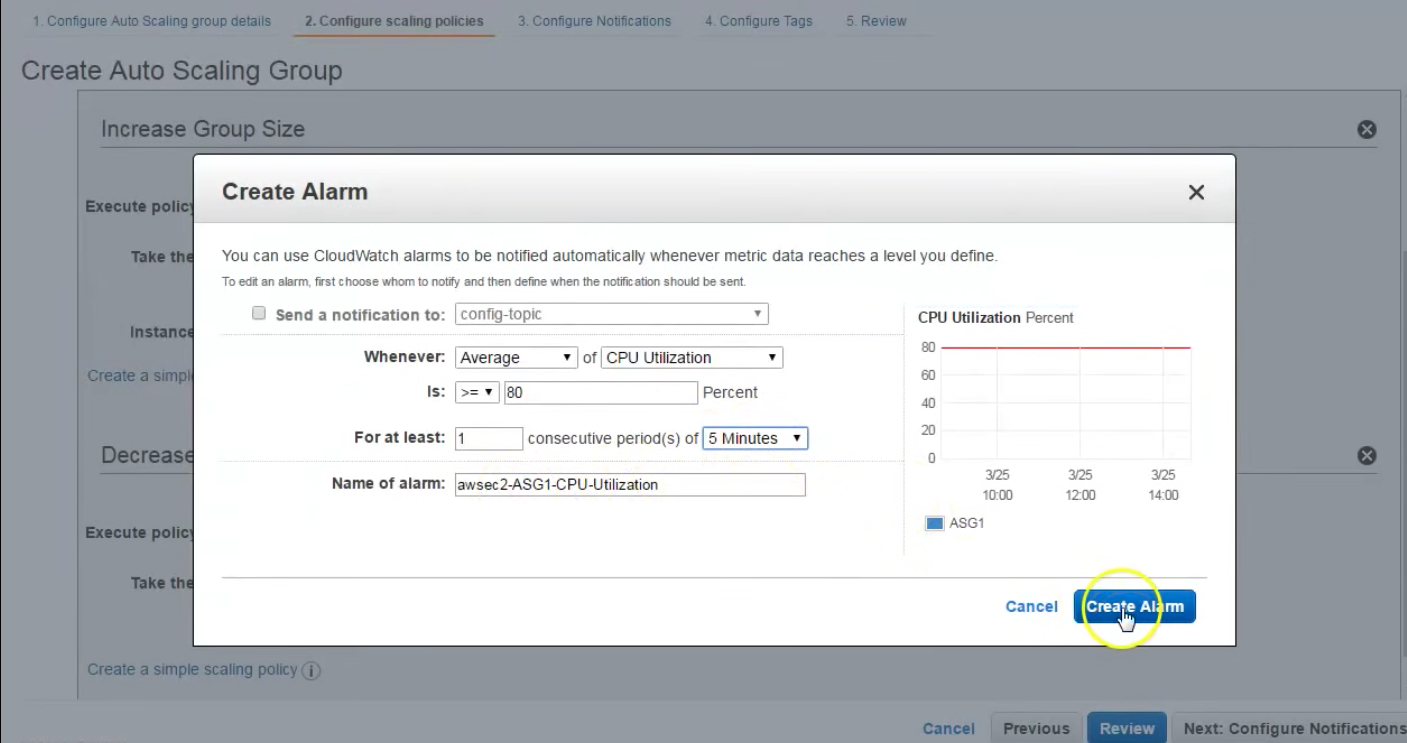 1. Configure Auto Scaling group details 2. Configure scaling policies 3. Configure Notifications 4. Configure Tags 5. Review
Create Auto Scaling Group
Increase Group Size
Create Alarm
Execute policy
Take the
Instance
Create a simpl
Decrease
Execute policy
Take the
You can use CloudWatch alarms to be notified automatically whenever metric data reaches a level you define.
To edit an alarm, first choose whom to notify and then define when the notification should be sent.
Send a notification to: config-topic
Whenever: Average of CPU Utilization
Is: >= 80 Percent
For at least: 1 consecutive period(s) of 5 Minutes
Name of alarm: awsec2-ASG1-CPU-Utilization
CPU Utilization Percent
80
60
40
20
0
3/25 3/25 3/25
10:00 12:00 14:00
ASG1
Cancel Create Alarm
Create a simple scaling policy
Cancel Previous Review Next: Configure Notifications